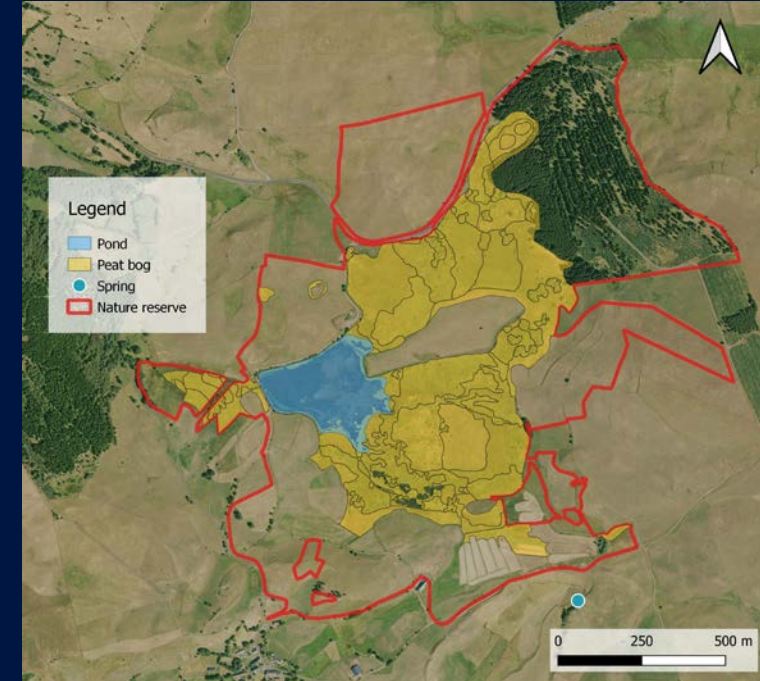 Legend
Pond
Peat bog
Spring
Nature reserve
0 250 500 m